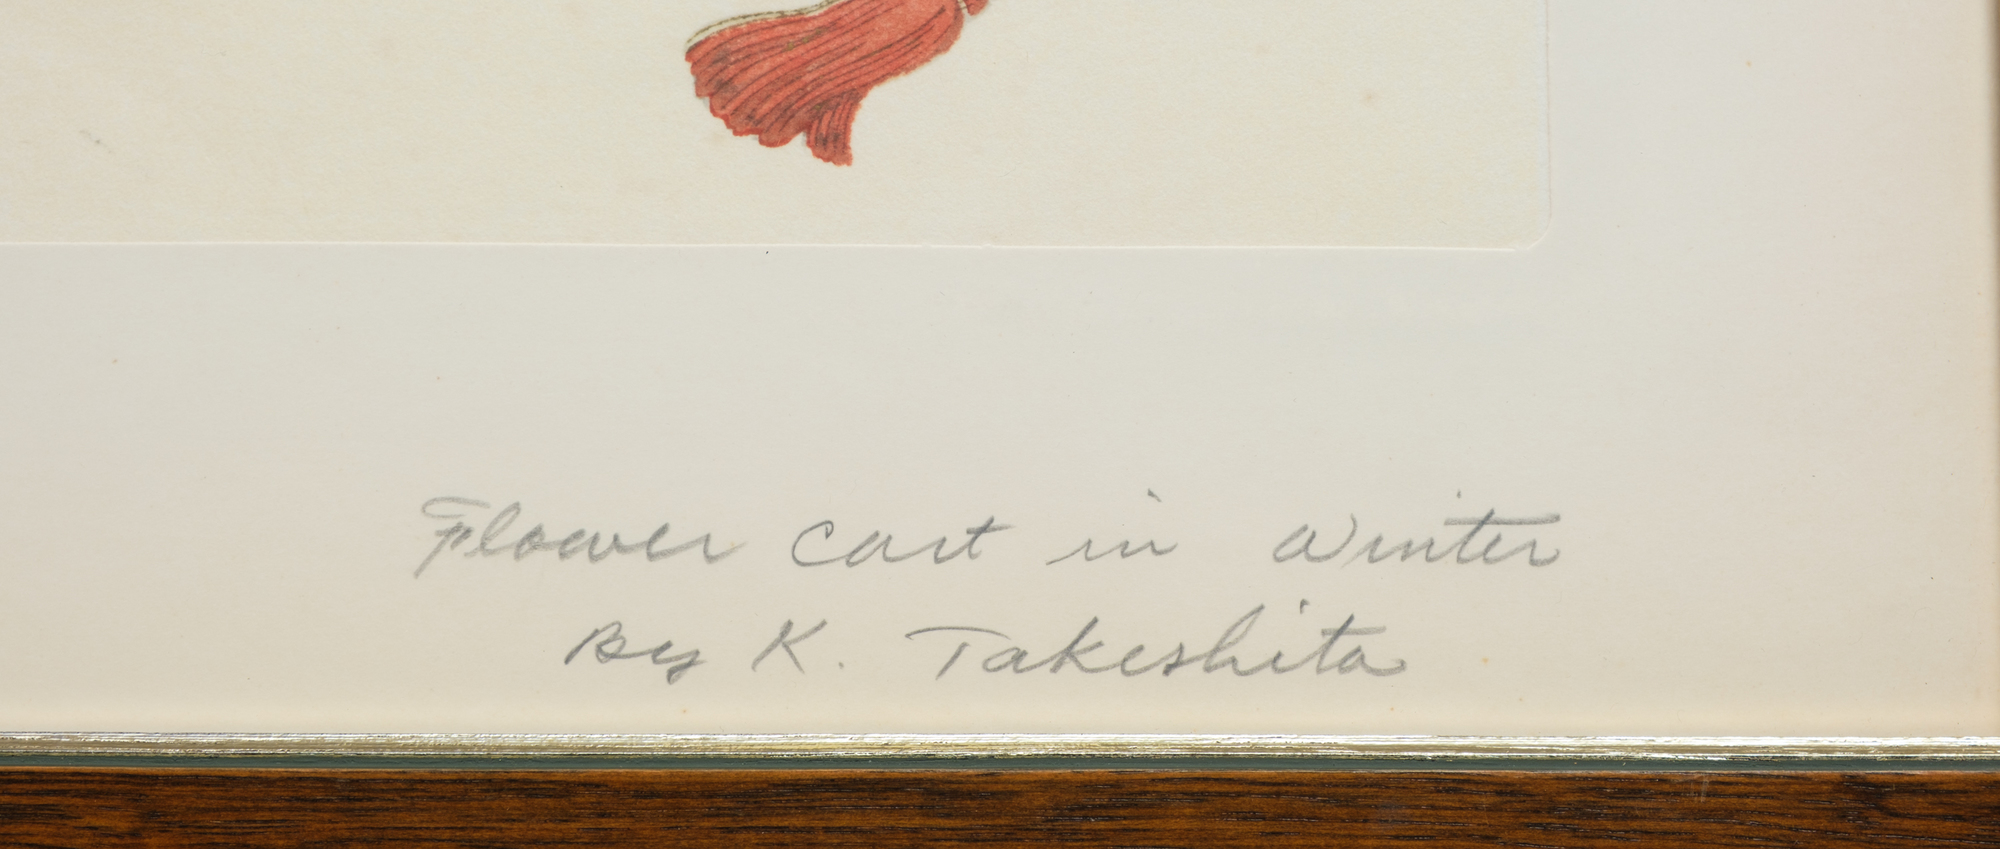 Flower Cart in Winter
By K. Takeshita